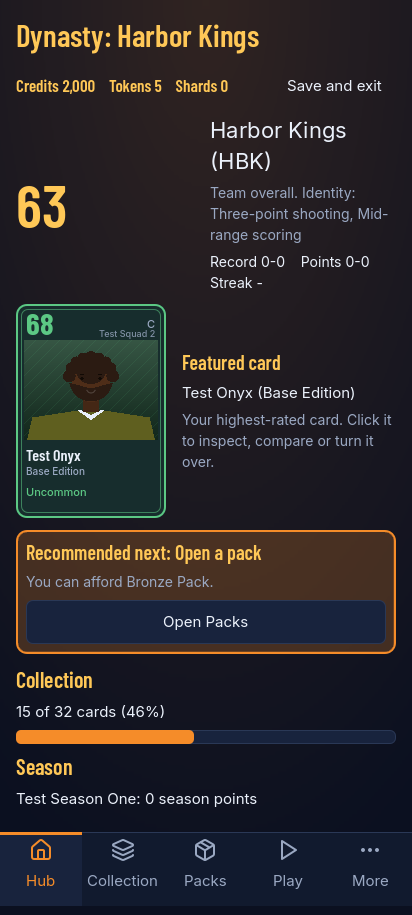 Dynasty: Harbor Kings
Credits 2,000 Tokens 5 Shards 0 Save and exit
63
Harbor Kings
(HBK)
Team overall. Identity:
Three-point shooting, Mid-
range scoring
Record 0-0 Points 0-0
Streak -
68
C
Test Squad 2
Test Onyx
Base Edition
Uncommon
Featured card
Test Onyx (Base Edition)
Your highest-rated card. Click it
to inspect, compare or turn it
over.
Recommended next: Open a pack
You can afford Bronze Pack.
Open Packs
Collection
15 of 32 cards (46%)
Season
Test Season One: 0 season points
Hub Collection Packs Play More